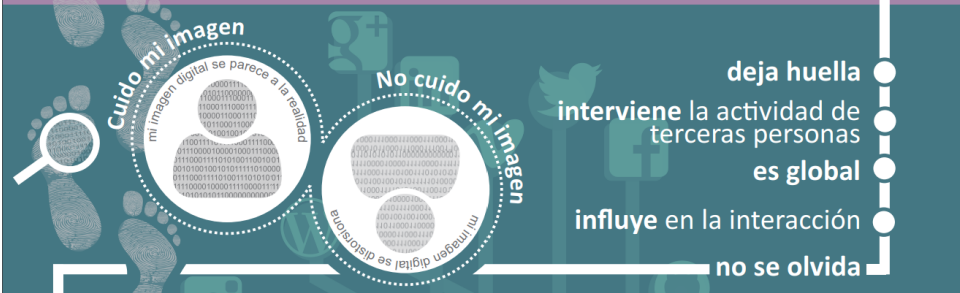 Cuido mi imagen
mi imagen digital se parece a la realidad
No cuido mi imagen
mi imagen digital se distorsiona
deja huella
interviene la actividad de
terceras personas
es global
influye en la interacción
no se olvida